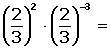 (2/3)² · (2/3)⁻³ =